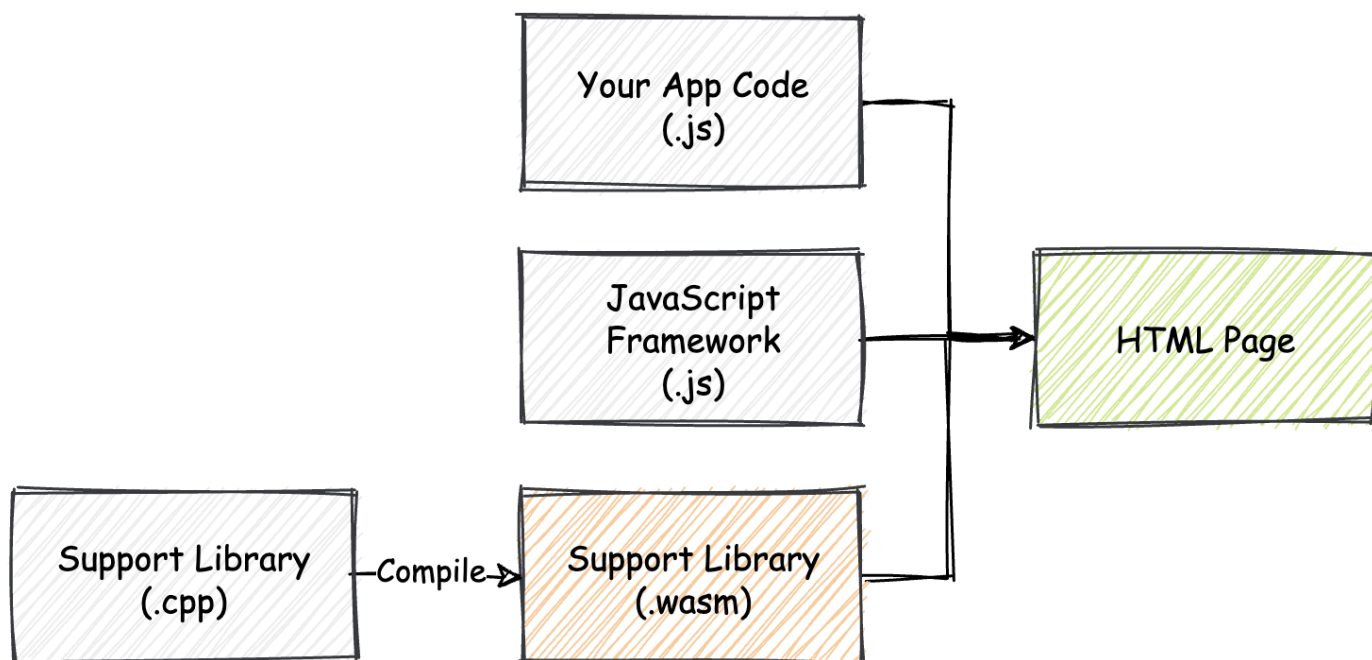 Your App Code
(.js)
JavaScript
Framework
(.js)
HTML Page
Support Library
(.cpp)
Compile
Support Library
(.wasm)